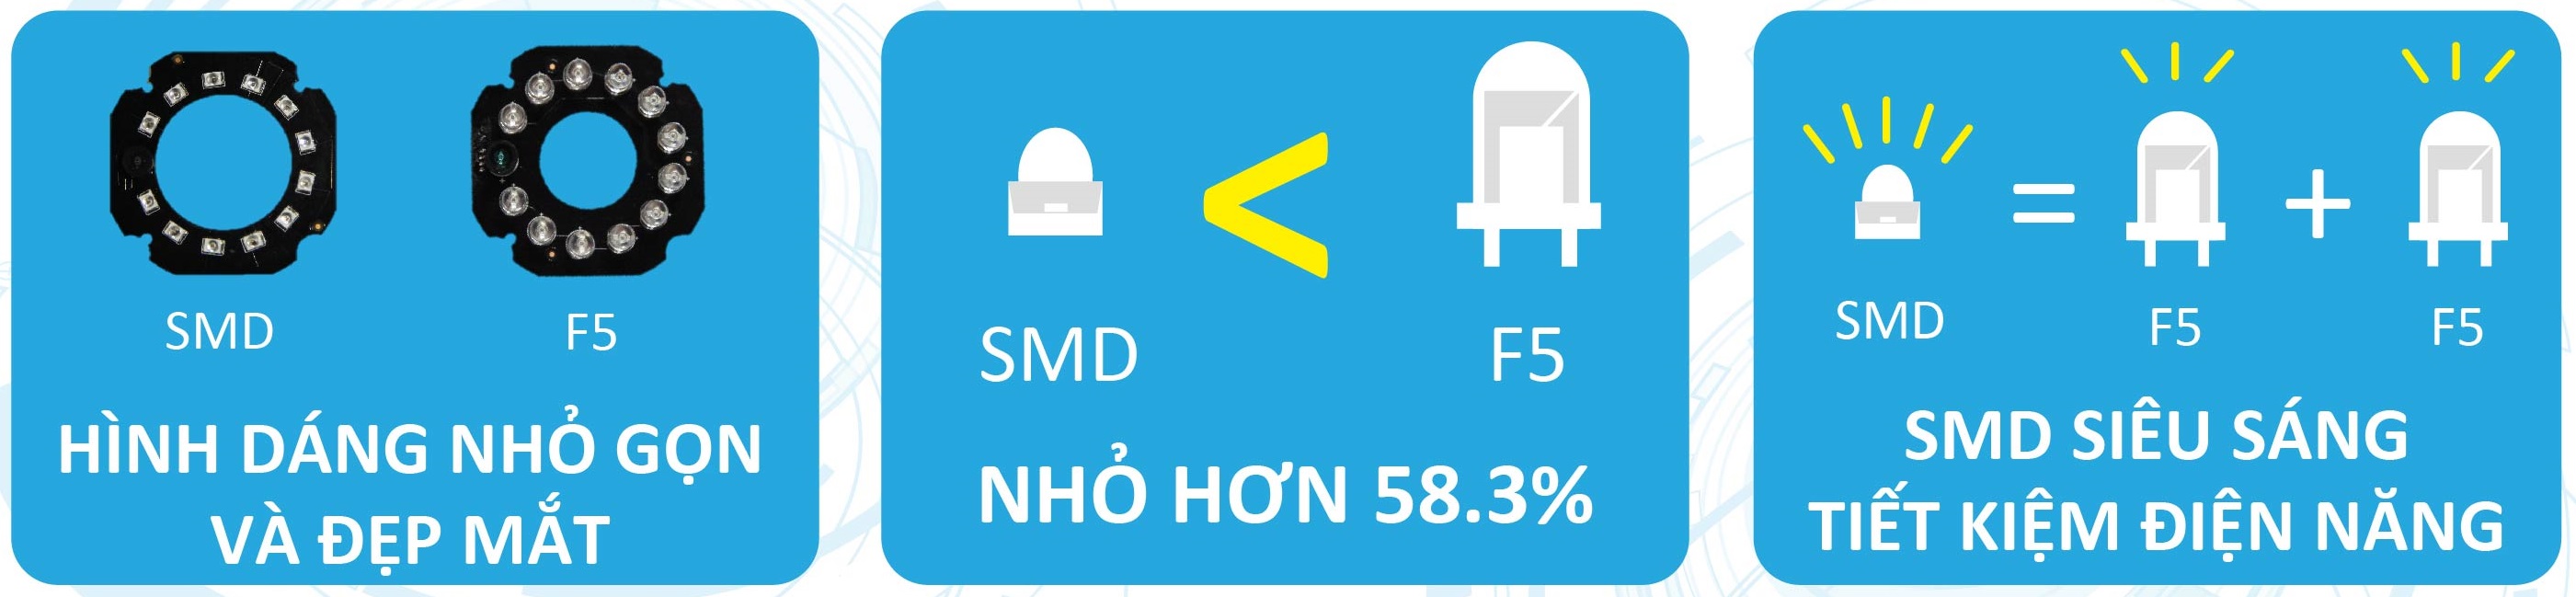 SMD
F5
HÌNH DÁNG NHỎ GỌN
VÀ ĐẸP MẮT
SMD
<
F5
NHỎ HƠN 58.3%
SMD
=
F5
+
F5
SMD SIÊU SÁNG
TIẾT KIỆM ĐIỆN NĂNG